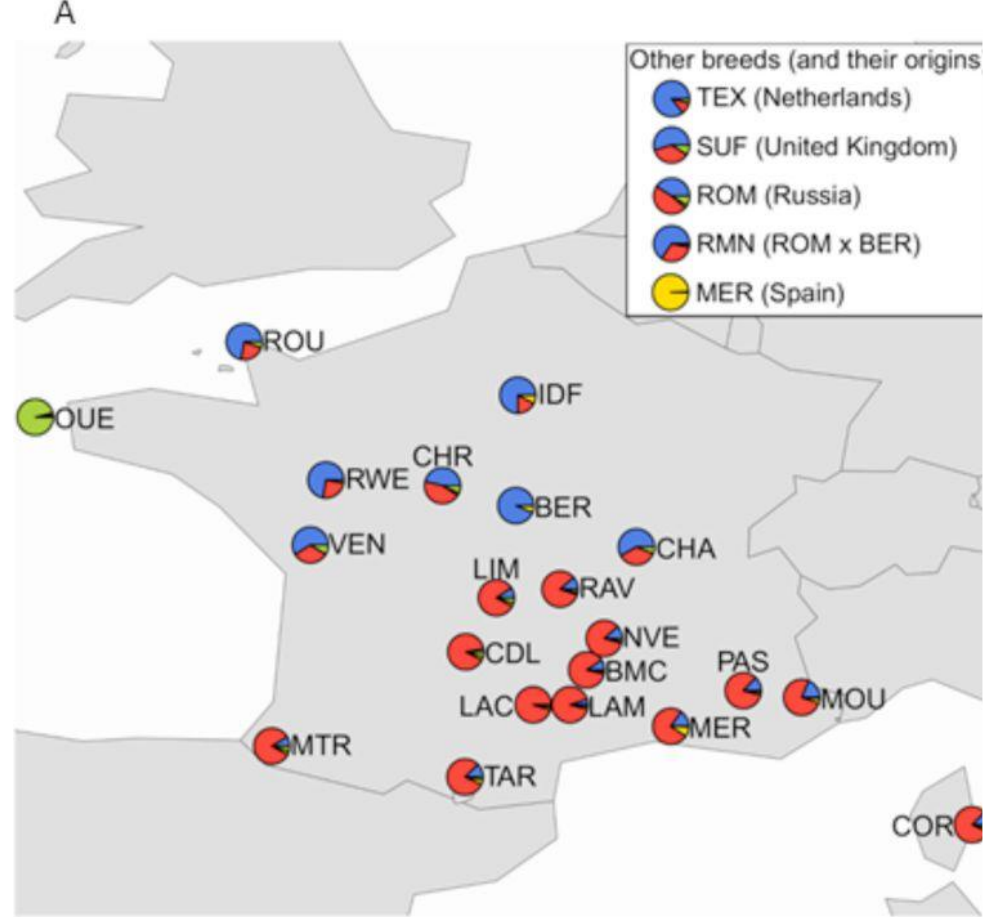 A
Other breeds (and their origins)
TEX (Netherlands)
SUF (United Kingdom)
ROM (Russia)
RMN (ROM x BER)
MER (Spain)
ROU
IDF
OUE
CHR
RWE
BER
VEN
CHA
LIM
RAV
NVE
CDL
BMC
PAS
LAC
LAM
MOU
MER
MTR
TAR
COR